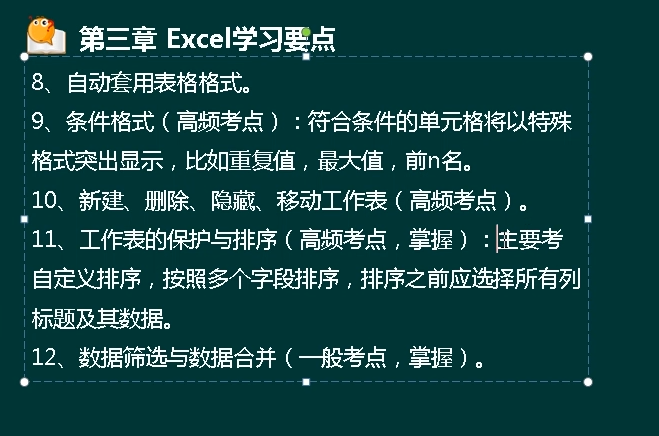 第三章 Excel学习要点
8、自动套用表格格式。
9、条件格式（高频考点）：符合条件的单元格将以特殊
格式突出显示，比如重复值，最大值，前n名。
10、新建、删除、隐藏、移动工作表（高频考点）。
11、工作表的保护与排序（高频考点，掌握）：主要考
自定义排序，按照多个字段排序，排序之前应选择所有列
标题及其数据。
12、数据筛选与数据合并（一般考点，掌握）。